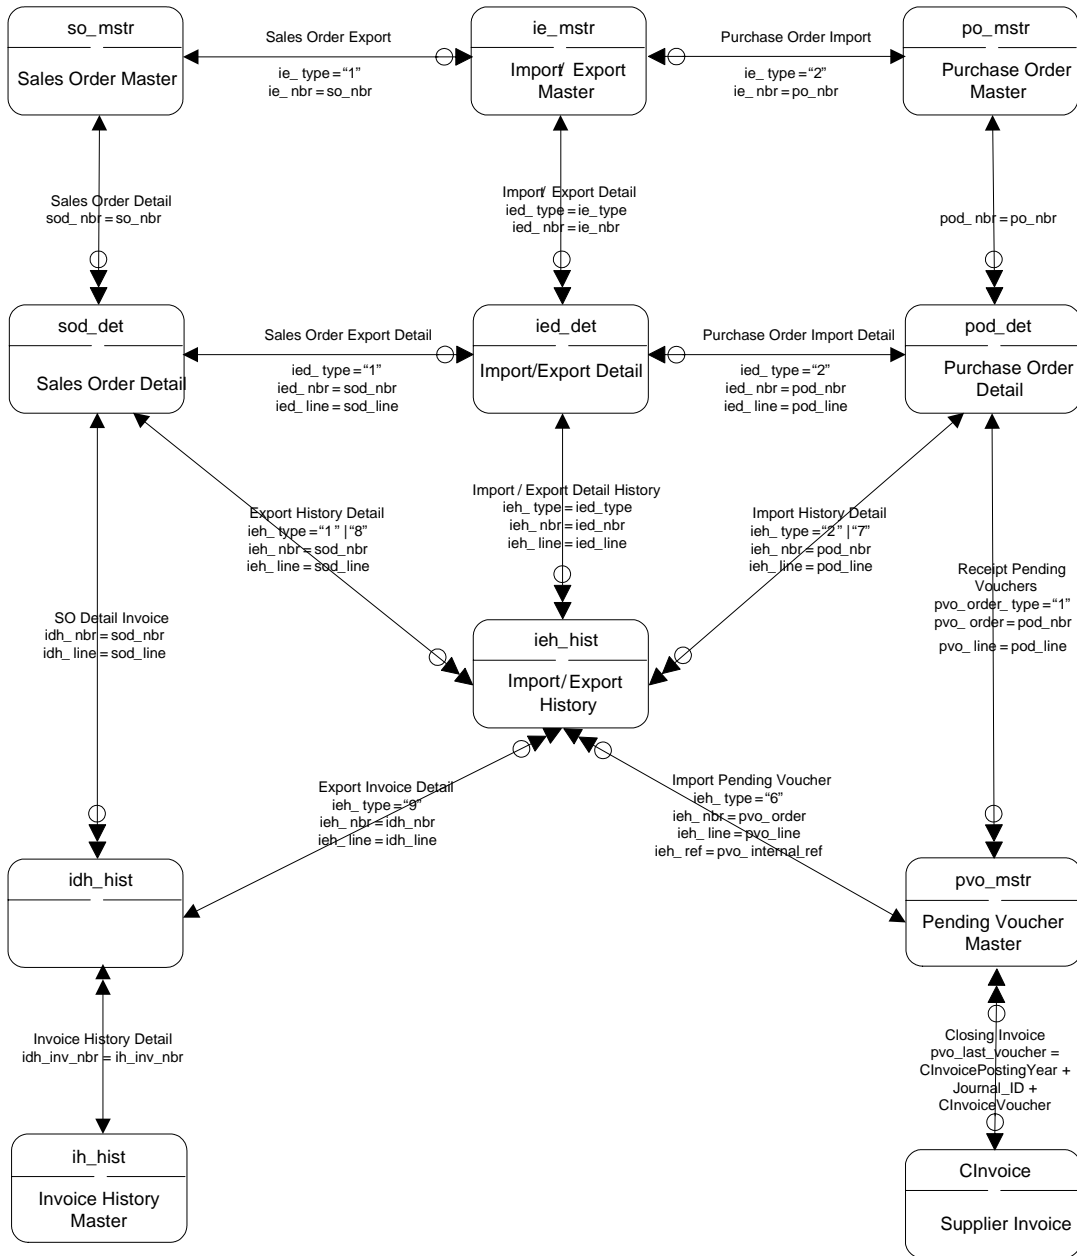 so_mstr
Sales Order Master
Sales Order Export
ie_ type = “1”
ie_ nbr = so_nbr
ie_mstr
Import/ Export
Master
Purchase Order Import
ie_ type = “2”
ie_ nbr = po_nbr
po_mstr
Purchase Order
Master
Sales Order Detail
sod_ nbr = so_nbr
Import/ Export Detail
ied_ type = ie_type
ied_ nbr = ie_nbr
pod_ nbr = po_nbr
sod_det
Sales Order Detail
Sales Order Export Detail
ied_ type = “1”
ied_ nbr = sod_nbr
ied_ line = sod_line
ied_det
Import/Export Detail
Purchase Order Import Detail
ied_ type = “2”
ied_ nbr = pod_nbr
ied_ line = pod_line
pod_det
Purchase Order
Detail
Export History Detail
ieh_ type = “1” | “8”
ieh_ nbr = sod_nbr
ieh_ line = sod_line
Import / Export Detail History
ieh_ type = ied_type
ieh_ nbr = ied_nbr
ieh_ line = ied_line
Import History Detail
ieh_ type = “2” | “7”
ieh_ nbr = pod_nbr
ieh_ line = pod_line
Receipt Pending
Vouchers
pvo_order_ type = “1”
pvo_ order = pod_nbr
pvo_ line = pod_line
SO Detail Invoice
idh_ nbr = sod_nbr
idh_ line = sod_line
ieh_hist
Import/ Export
History
Export Invoice Detail
ieh_ type = “9”
ieh_ nbr = idh_nbr
ieh_ line = idh_line
Import Pending Voucher
ieh_ type = “6”
ieh_ nbr = pvo_order
ieh_ line = pvo_line
ieh_ ref = pvo_internal_ref
idh_hist
pvo_mstr
Pending Voucher
Master
Invoice History Detail
idh_inv_nbr = ih_inv_nbr
Closing Invoice
pvo_last_voucher =
CInvoicePostingYear +
Journal_ID +
CInvoiceVoucher
ih_hist
Invoice History
Master
CInvoice
Supplier Invoice